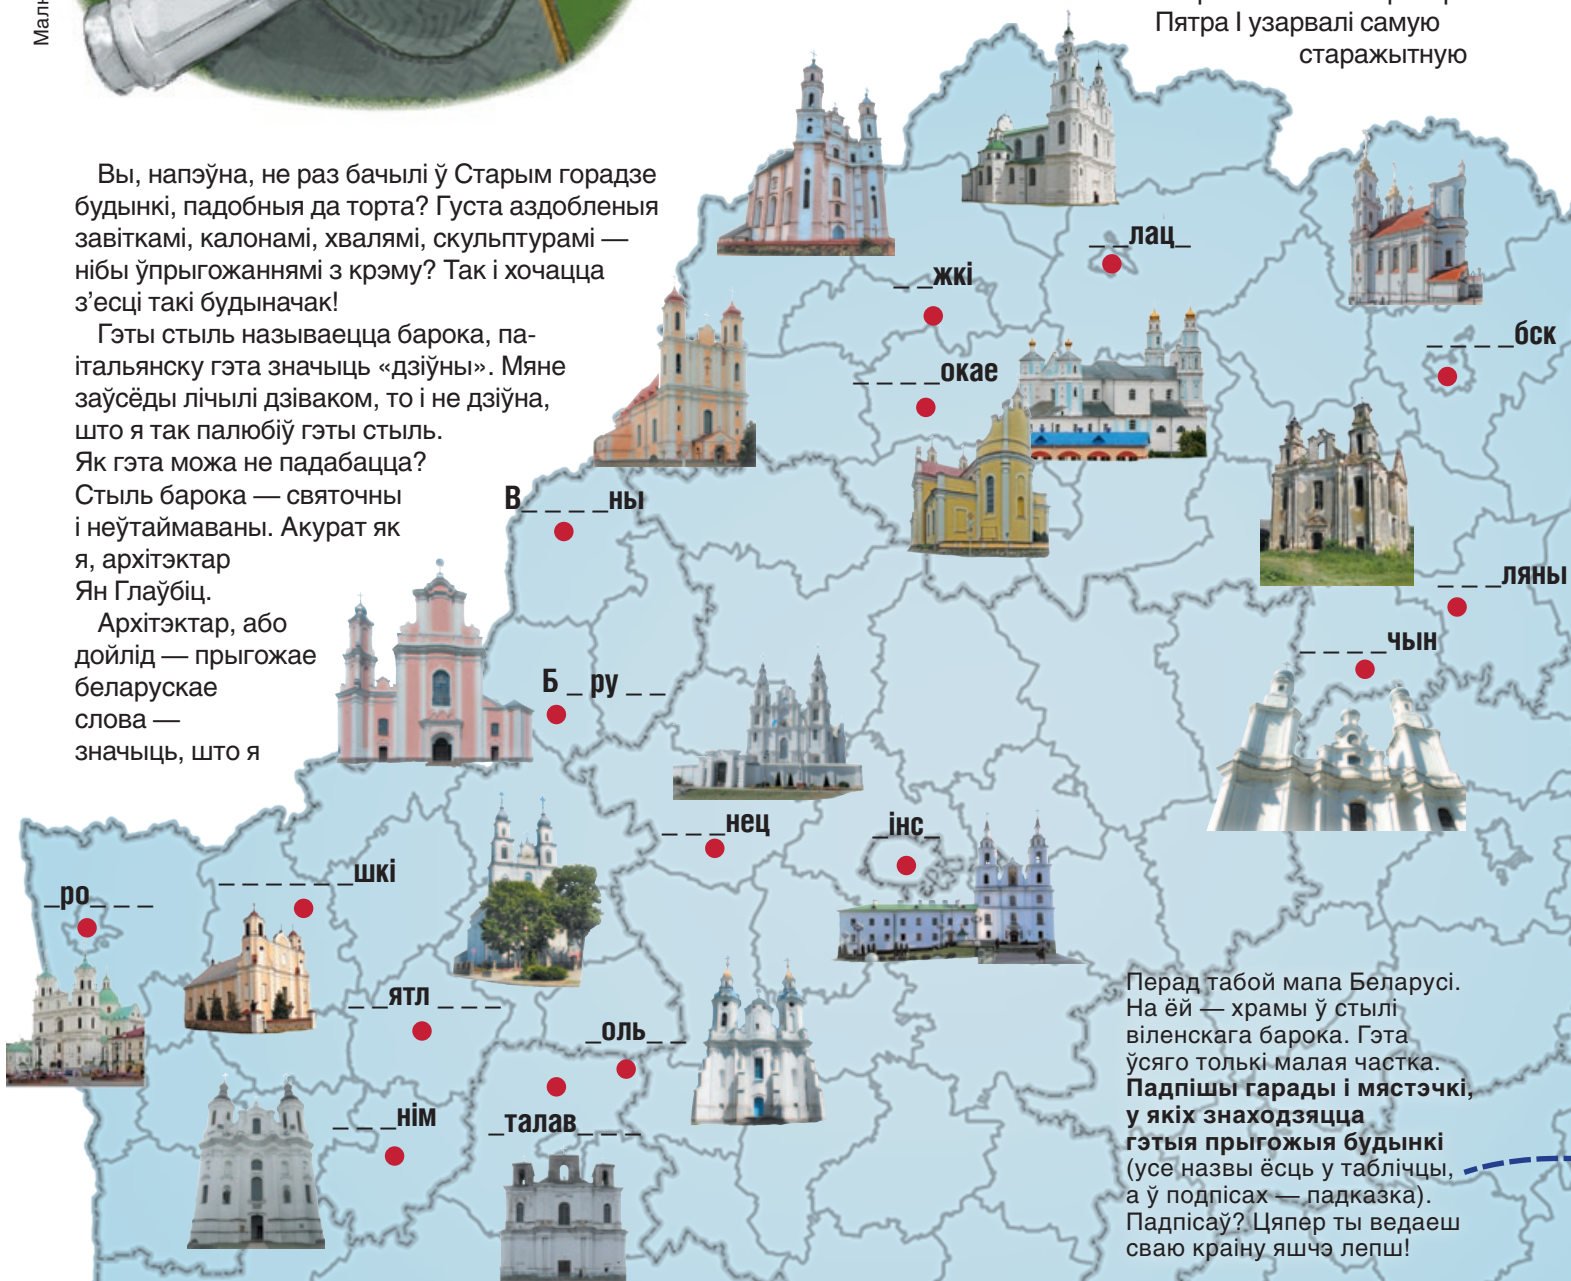 Пятра І узарвалі самую
старажытную
Вы, напэўна, не раз бачылі ў Старым горадзе
будынкі, падобныя да торта? Густа аздобленыя
завіткамі, калонамі, хвалямі, скульптурамі —
нібы ўпрыгожаннямі з крэму? Так і хочацца
з'есці такі будыначак!
Гэты стыль называецца барока, па-
італьянску гэта значыць «дзіўны». Мяне
заўсёды лічылі дзіваком, то і не дзіўна,
што я так палюбіў гэты стыль.
Як гэта можа не падабацца?
Стыль барока — святочны
і неўтаймаваны. Акурат як
я, архітэктар
Ян Глаўбіц.
Архітэктар, або
дойлід — прыгожае
беларускае
слова —
значыць, што я
_ _лац_
_ _жкі
_ _ _ _бск
_ _ _ _окае
В_ _ _ _ны
_ _ _ляны
_ _ _ _чын
Б _ ру _ _
_ _ _нец
_інс_
_ _ _ _ _ _шкі
_ро_ _ _
_ _ятл _ _ _
_оль_ _
_ _ _нім
_талав_ _ _
Перад табой мапа Беларусі.
На ёй — храмы ў стылі
віленскага барока. Гэта
ўсяго толькі малая частка.
Падпішы гарады і мястэчкі,
у якіх знаходзяцца
гэтыя прыгожыя будынкі
(усе назвы ёсць у таблічцы,
а ў подпісах — падказка).
Падпісаў? Цяпер ты ведаеш
сваю краіну яшчэ лепш!